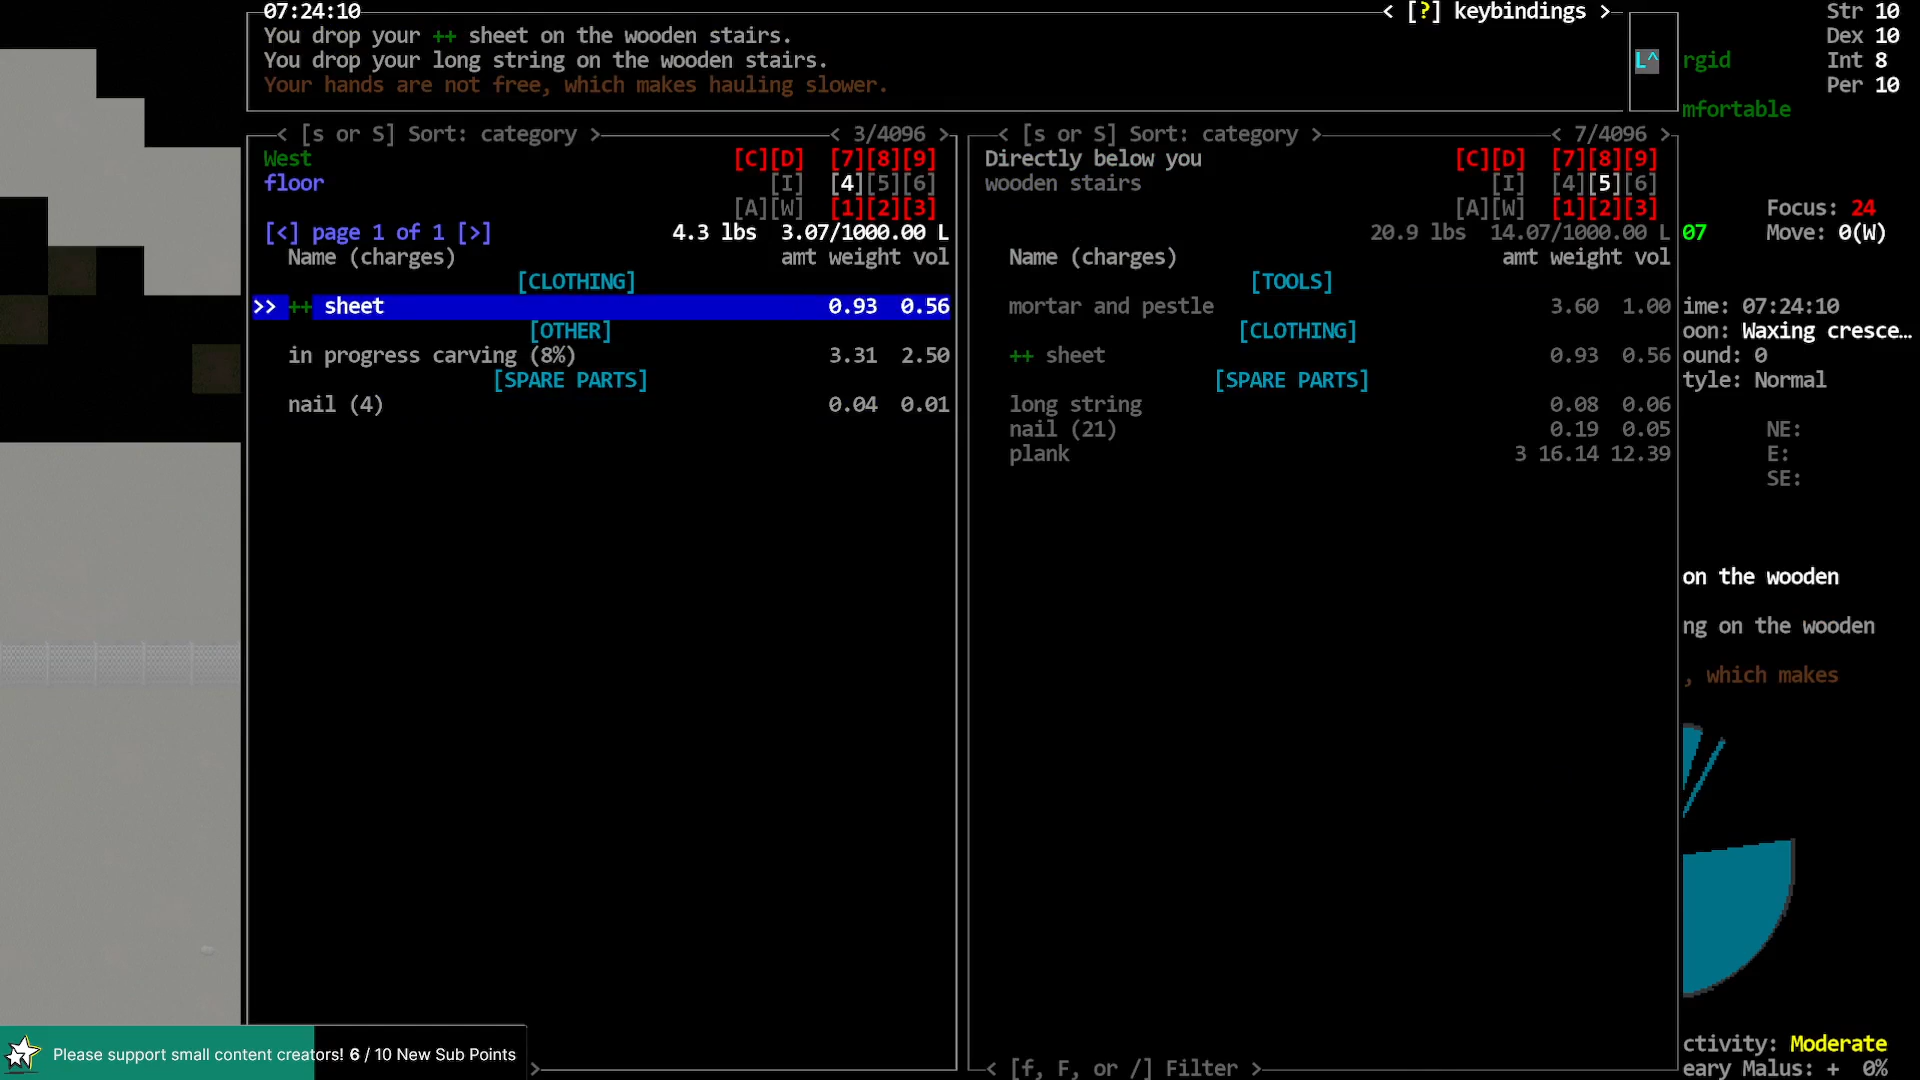 07:24:10
< [?] keybindings >
You drop your ++ sheet on the wooden stairs.
You drop your long string on the wooden stairs.
Your hands are not free, which makes hauling slower.
L^
Str 10
Dex 10
rgid Int 8
Per 10
mfortable
< [s or S] Sort: category > < 3/4096 >
West [C][D] [7][8][9]
floor [I] [4][5][6]
[A][W] [1][2][3]
[<] page 1 of 1 [>] 4.3 lbs 3.07/1000.00 L
Name (charges) amt weight vol
[CLOTHING]
>> ++ sheet 0.93 0.56
[OTHER]
in progress carving (8%) 3.31 2.50
[SPARE PARTS]
nail (4) 0.04 0.01
< [s or S] Sort: category > < 7/4096 >
Directly below you [C][D] [7][8][9]
wooden stairs [I] [4][5][6]
[A][W] [1][2][3]
20.9 lbs 14.07/1000.00 L
Name (charges) amt weight vol
[TOOLS]
mortar and pestle 3.60 1.00
[CLOTHING]
++ sheet 0.93 0.56
[SPARE PARTS]
long string 0.08 0.06
nail (21) 0.19 0.05
plank 3 16.14 12.39
< [f, F, or /] Filter >
Focus: 24
07 Move: 0(W)
ime: 07:24:10
oon: Waxing cresce…
ound: 0
tyle: Normal
NE:
E:
SE:
on the wooden
ng on the wooden
, which makes
ctivity: Moderate
eary Malus: + 0%
Please support small content creators! 6 / 10 New Sub Points >